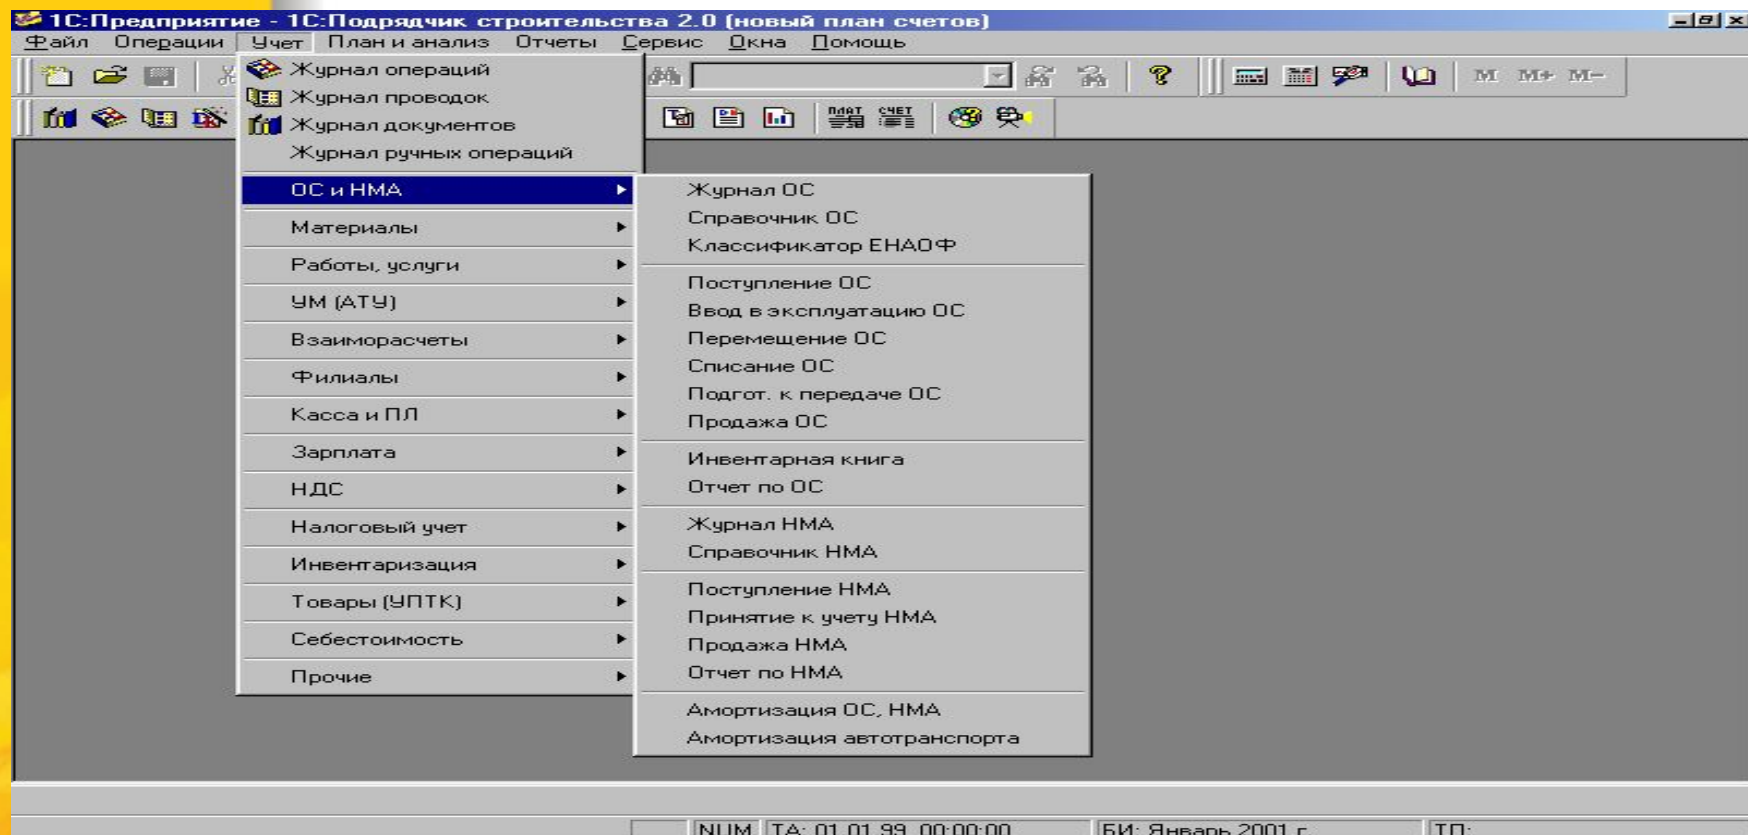 1С:Предприятие - 1С:Подрядчик строительства 2.0 (новый план счетов)
Файл Операции Учет План и анализ Отчеты Сервис Окна Помощь
M M+ M-
ПЛАТ СЧЕТ
Журнал операций
Журнал проводок
Журнал документов
Журнал ручных операций
ОС и НМА
Материалы
Работы, услуги
УМ (АТУ)
Взаиморасчеты
Филиалы
Касса и ПЛ
Зарплата
НДС
Налоговый учет
Инвентаризация
Товары (УПТК)
Себестоимость
Прочие
Журнал ОС
Справочник ОС
Классификатор ЕНАОФ
Поступление ОС
Ввод в эксплуатацию ОС
Перемещение ОС
Списание ОС
Подгот. к передаче ОС
Продажа ОС
Инвентарная книга
Отчет по ОС
Журнал НМА
Справочник НМА
Поступление НМА
Принятие к учету НМА
Продажа НМА
Отчет по НМА
Амортизация ОС, НМА
Амортизация автотранспорта
NUM ТА: 01.01.99 00:00:00 БИ: Январь 2001 г. ТП: